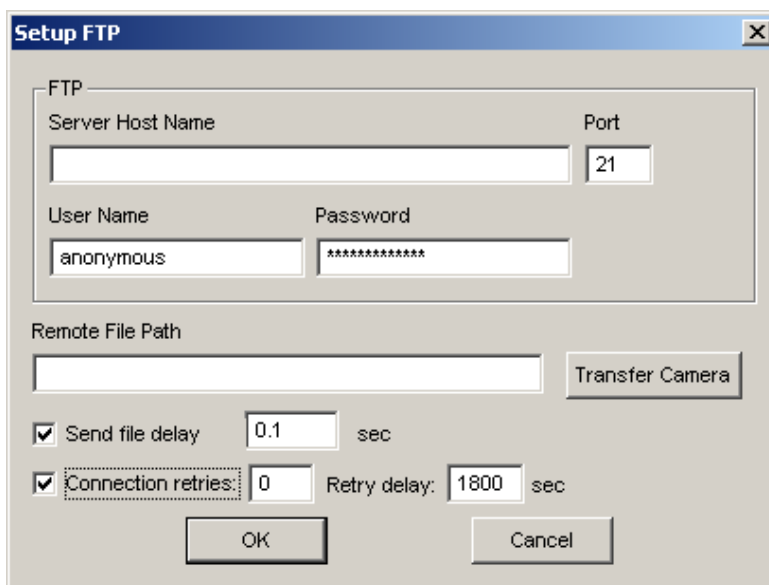 Setup FTP
FTP
Server Host Name Port
21
User Name Password
anonymous *************
Remote File Path
Transfer Camera
Send file delay 0.1 sec
Connection retries: 0 Retry delay: 1800 sec
OK Cancel